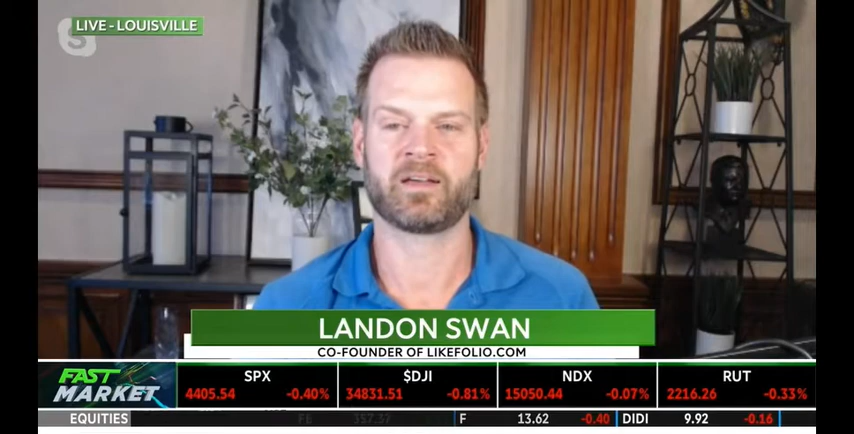 LIVE - LOUISVILLE
S
LANDON SWAN
CO-FOUNDER OF LIKEFOLIO.COM
FAST MARKET
SPX $DJI NDX RUT
4405.54 -0.40% 34831.51 -0.81% 15050.44 -0.07% 2216.26 -0.33%
EQUITIES FB F 13.62 -0.40 DIDI 9.92 -0.16